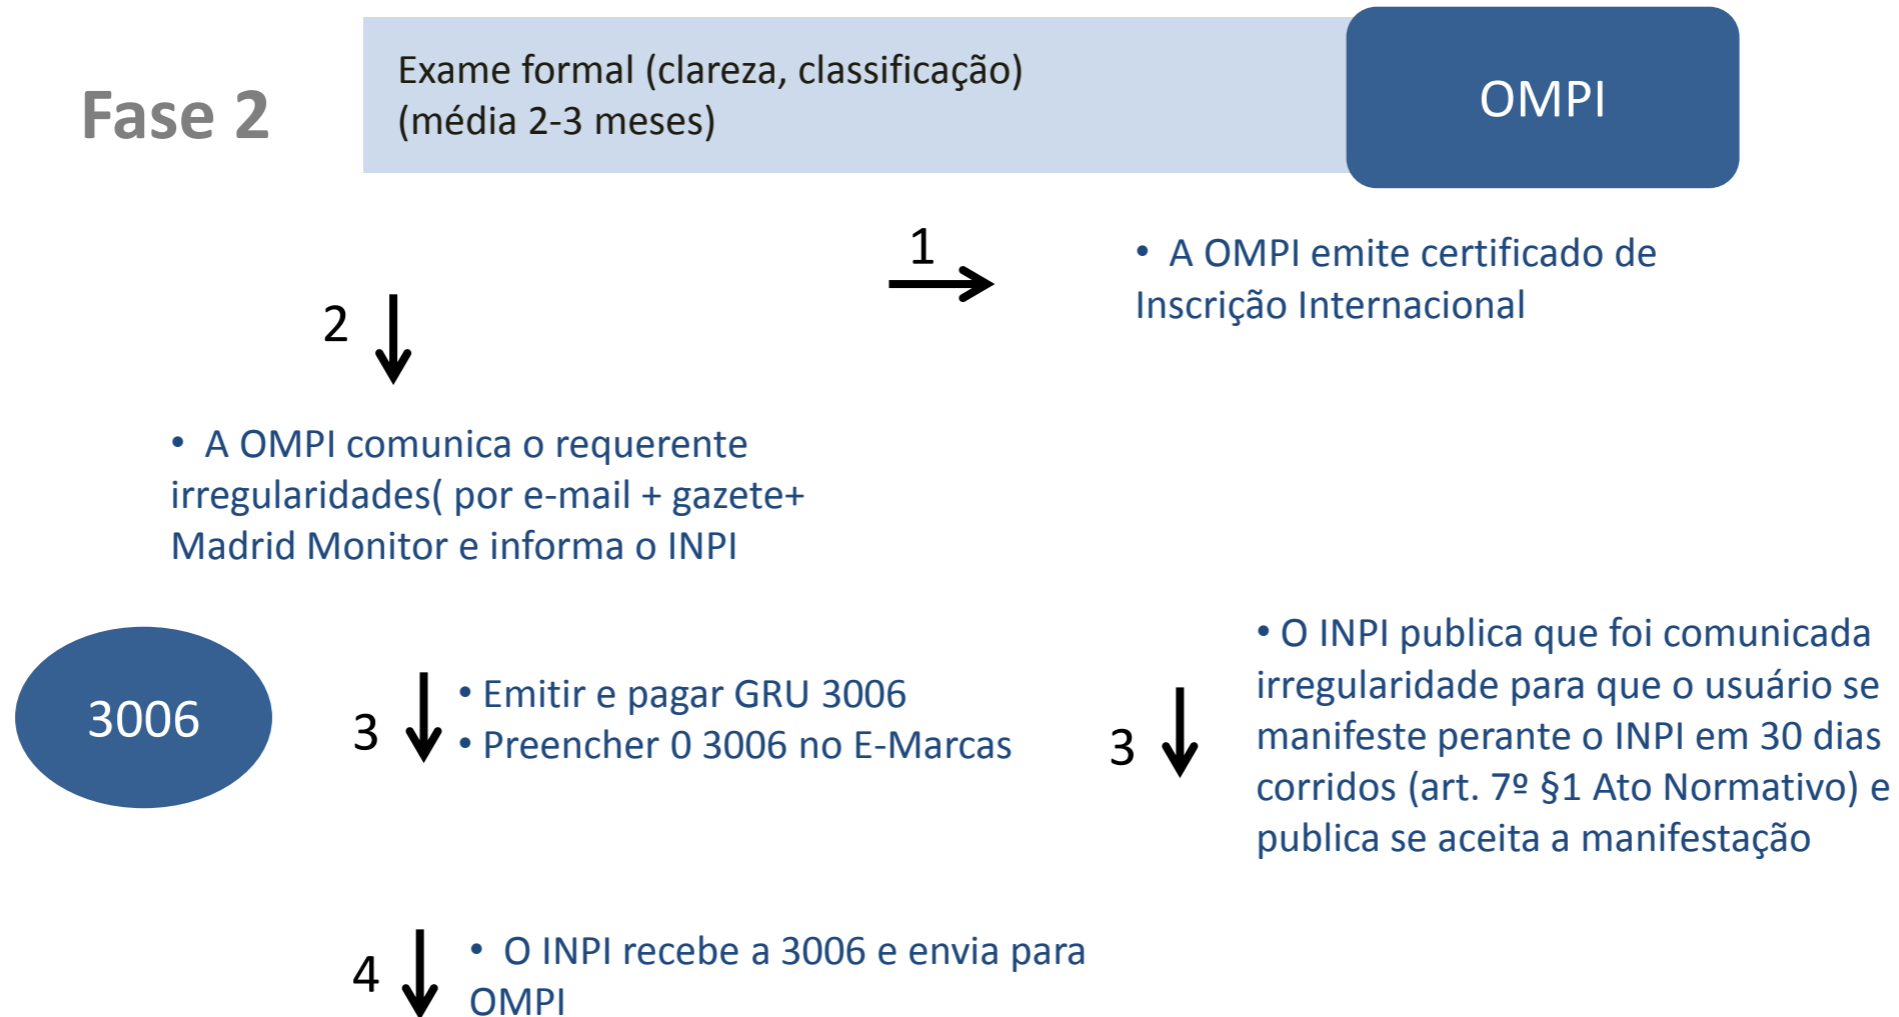 Fase 2
Exame formal (clareza, classificação)
(média 2-3 meses)
OMPI
1
• A OMPI emite certificado de
Inscrição Internacional
2
• A OMPI comunica o requerente
irregularidades( por e-mail + gazete+
Madrid Monitor e informa o INPI
3006
3
• Emitir e pagar GRU 3006
• Preencher 0 3006 no E-Marcas
3
• O INPI publica que foi comunicada
irregularidade para que o usuário se
manifeste perante o INPI em 30 dias
corridos (art. 7º §1 Ato Normativo) e
publica se aceita a manifestação
4
• O INPI recebe a 3006 e envia para
OMPI